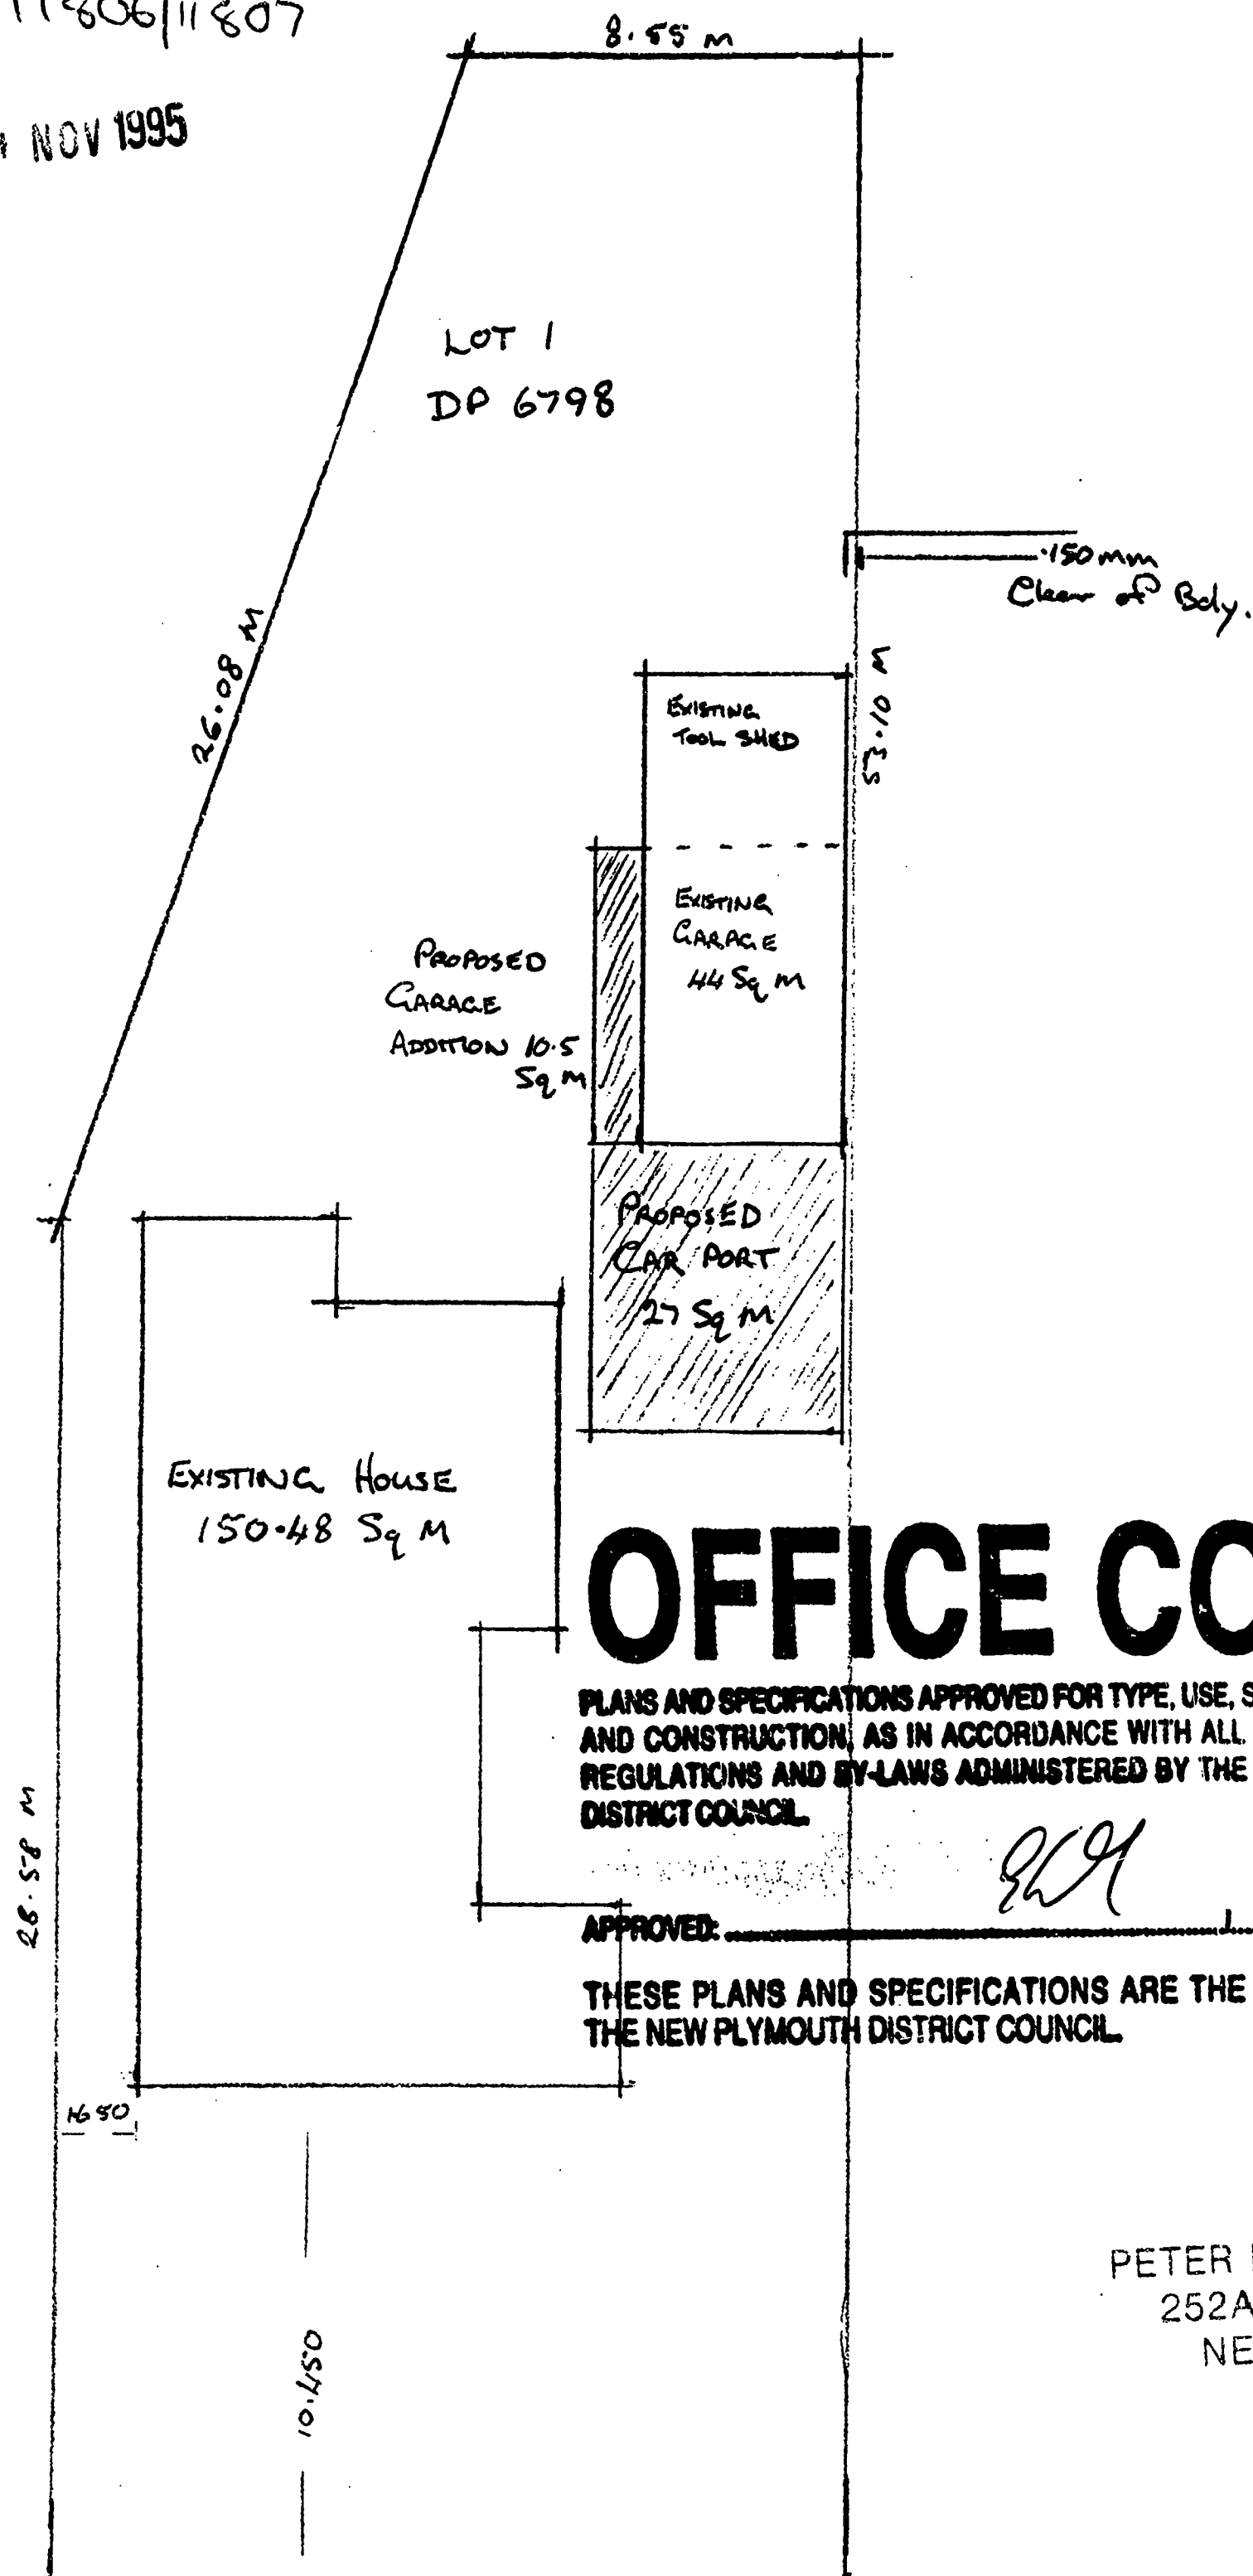 11806/11807
8.55 m
NOV 1995
LOT 1
DP 6798
.150mm
Clear of Bdy.
26.08 M
53.10 M
EXISTING
TOOL SHED
EXISTING
GARAGE
44 Sq M
PROPOSED
GARAGE
ADDITION 10.5
Sq M
PROPOSED
CAR PORT
27 Sq M
EXISTING HOUSE
150.48 Sq M
OFFICE CO
PLANS AND SPECIFICATIONS APPROVED FOR TYPE, USE, S
AND CONSTRUCTION, AS IN ACCORDANCE WITH ALL
REGULATIONS AND BY-LAWS ADMINISTERED BY THE
DISTRICT COUNCIL.
28.58 M
APPROVED:
THESE PLANS AND SPECIFICATIONS ARE THE
THE NEW PLYMOUTH DISTRICT COUNCIL.
1650
10.450
PETER
252A
NE